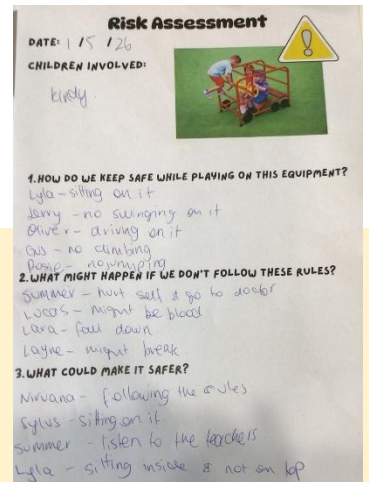 Risk Assessment
DATE: 1 /5 /26
CHILDREN INVOLVED:
kindy.
1.HOW DO WE KEEP SAFE WHILE PLAYING ON THIS EQUIPMENT?
Lyla - sitting on it
Jerry - no swinging on it
Oliver - driving on it
Gus - no climbing
Rosie - no jumping
2.WHAT MIGHT HAPPEN IF WE DON'T FOLLOW THESE RULES?
Summer - hurt self & go to doctor
Lucas - might be blood
Lara - fall down
Layne - might break
3.WHAT COULD MAKE IT SAFER?
Nirvana - following the rules
Sylus - sitting on it.
Summer - listen to the teachers
Lyla - sitting inside & not on top